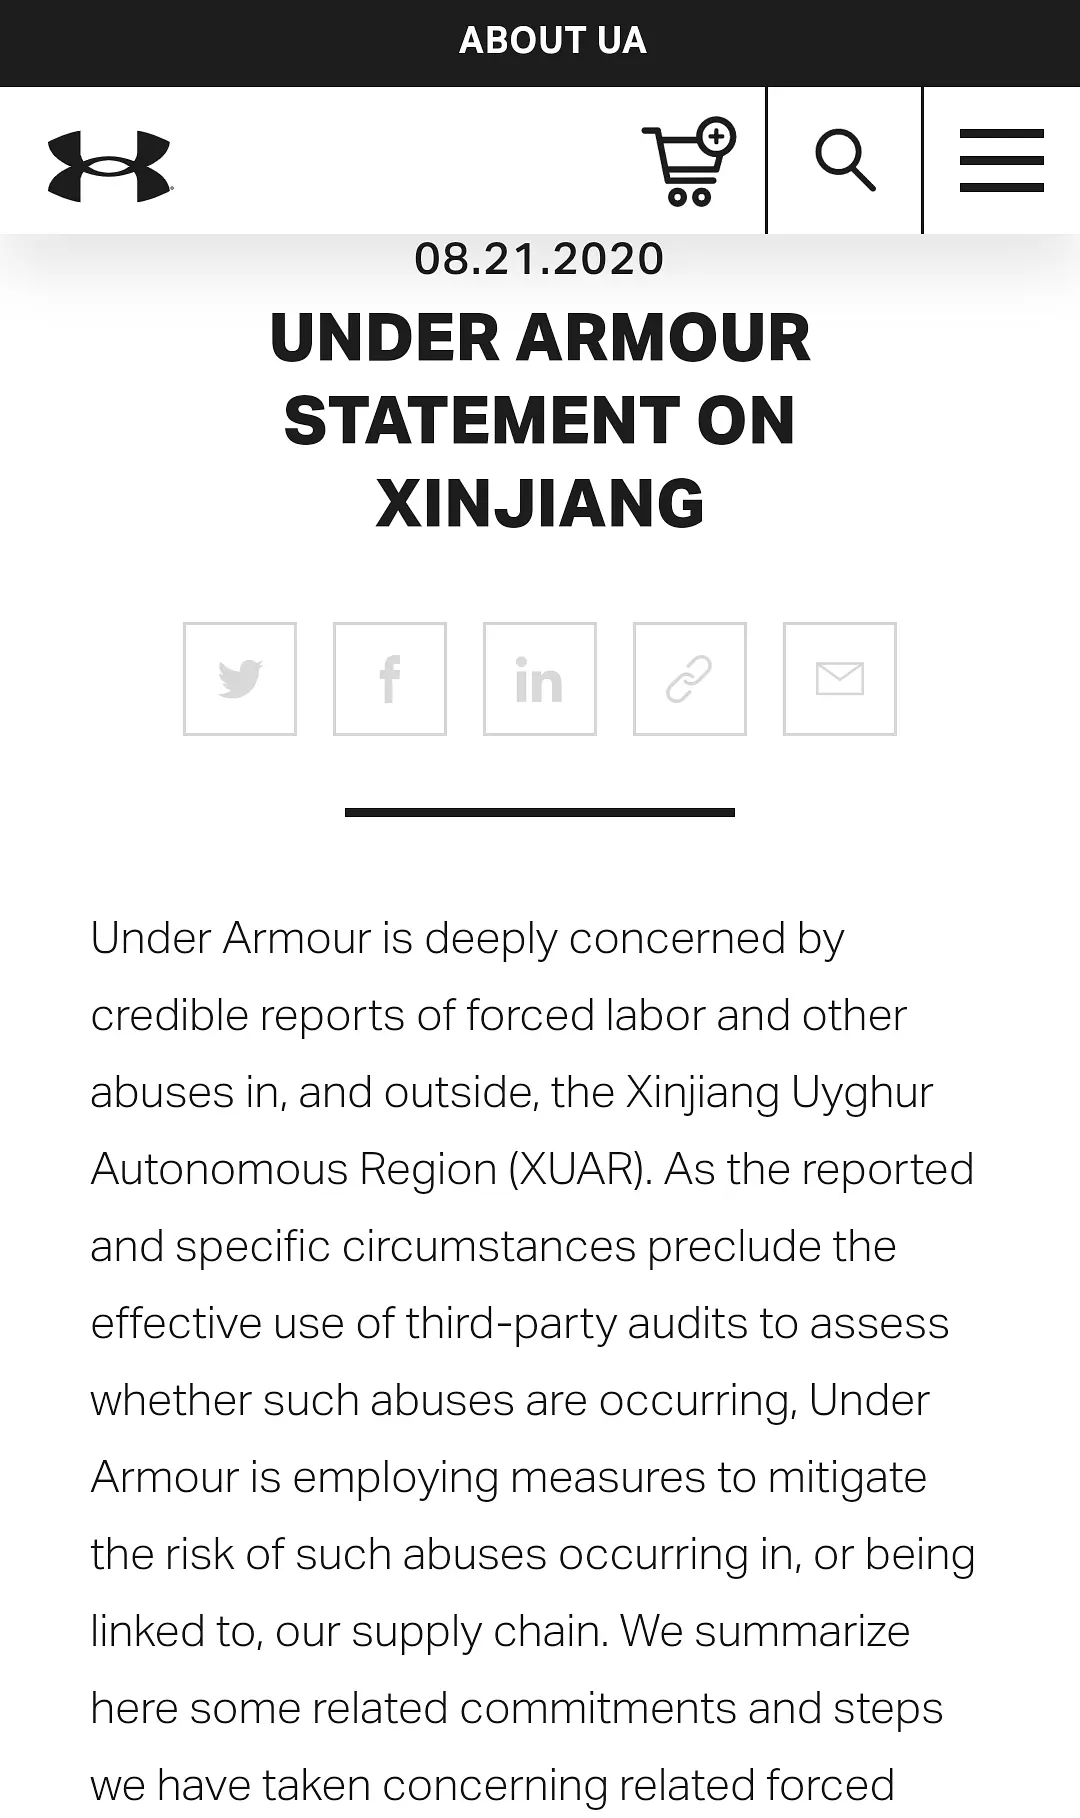 ABOUT UA
08.21.2020
UNDER ARMOUR
STATEMENT ON
XINJIANG
Under Armour is deeply concerned by
credible reports of forced labor and other
abuses in, and outside, the Xinjiang Uyghur
Autonomous Region (XUAR). As the reported
and specific circumstances preclude the
effective use of third-party audits to assess
whether such abuses are occurring, Under
Armour is employing measures to mitigate
the risk of such abuses occurring in, or being
linked to, our supply chain. We summarize
here some related commitments and steps
we have taken concerning related forced